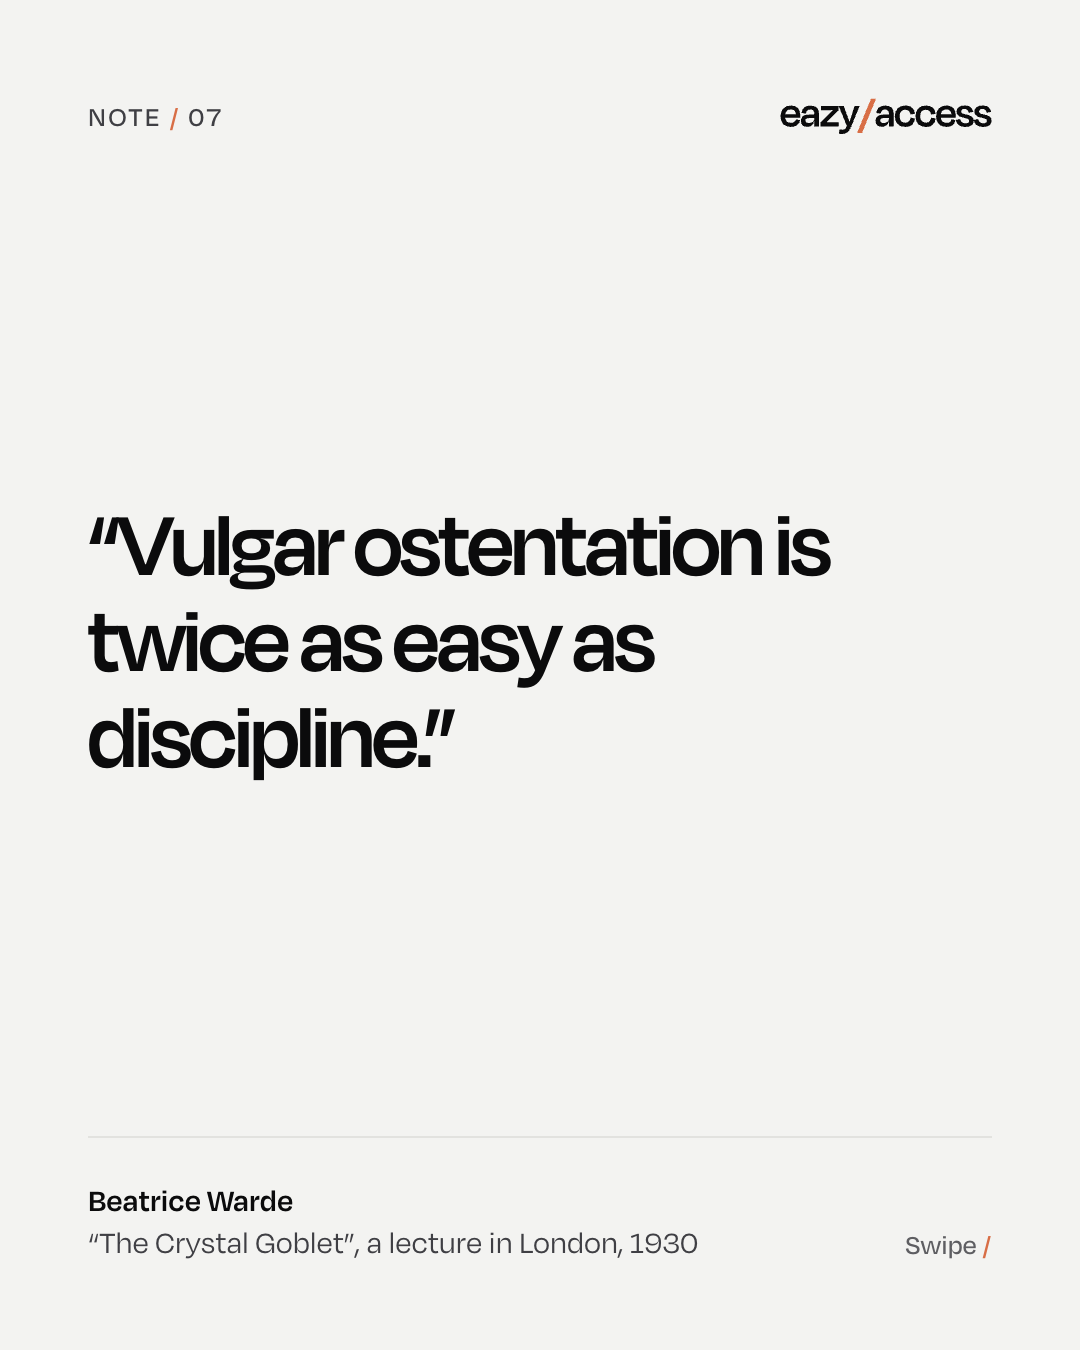 NOTE / 07
eazy/access
“Vulgar ostentation is
twice as easy as
discipline.”
Beatrice Warde
“The Crystal Goblet”, a lecture in London, 1930
Swipe /